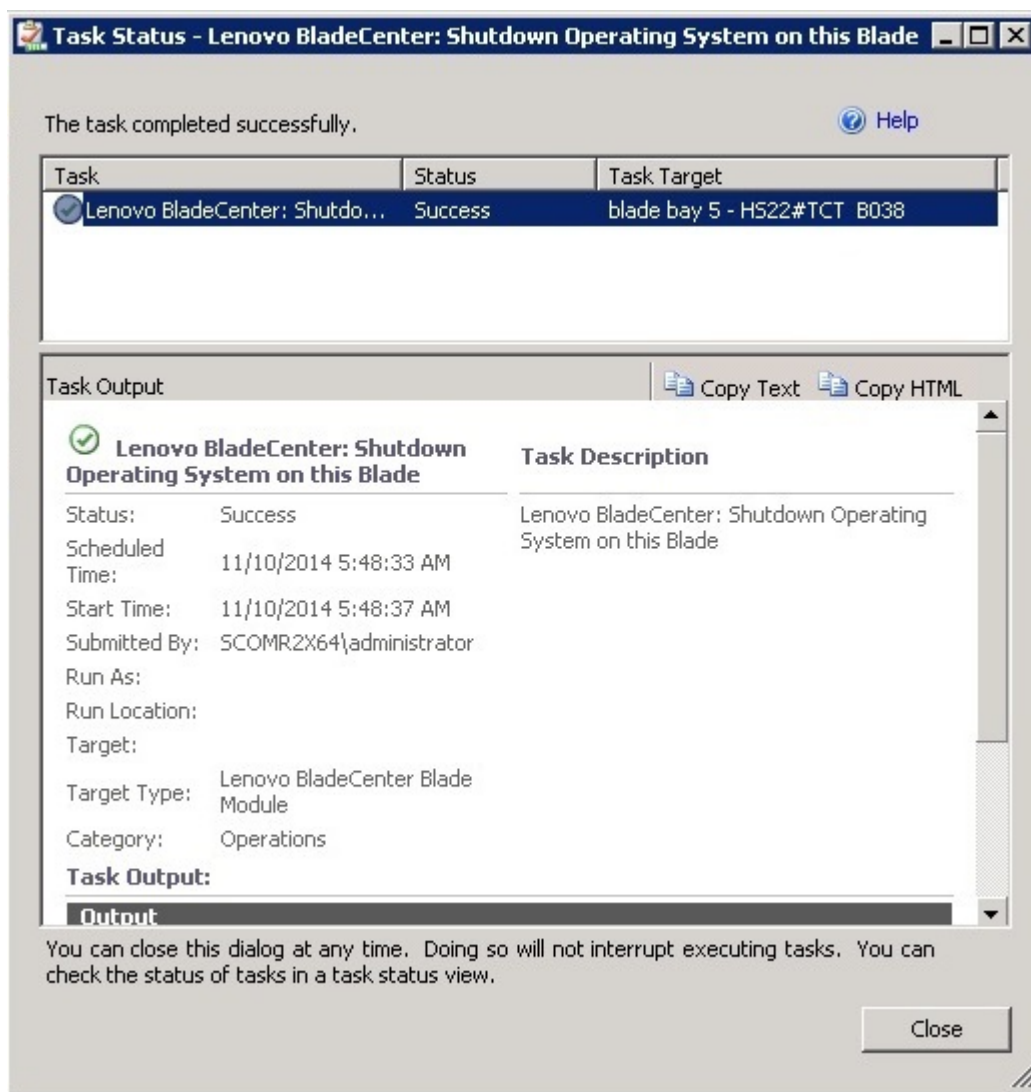 Task Status - Lenovo BladeCenter: Shutdown Operating System on this Blade
The task completed successfully.
Help
Task Status Task Target
Lenovo BladeCenter: Shutdo... Success blade bay 5 - HS22#TCT B038
Task Output Copy Text Copy HTML
Lenovo BladeCenter: Shutdown
Operating System on this Blade
Task Description
Lenovo BladeCenter: Shutdown Operating
System on this Blade
Status: Success
Scheduled
Time: 11/10/2014 5:48:33 AM
Start Time: 11/10/2014 5:48:37 AM
Submitted By: SCOMR2X64\administrator
Run As:
Run Location:
Target:
Target Type: Lenovo BladeCenter Blade
Module
Category: Operations
Task Output:
Output
You can close this dialog at any time. Doing so will not interrupt executing tasks. You can
check the status of tasks in a task status view.
Close